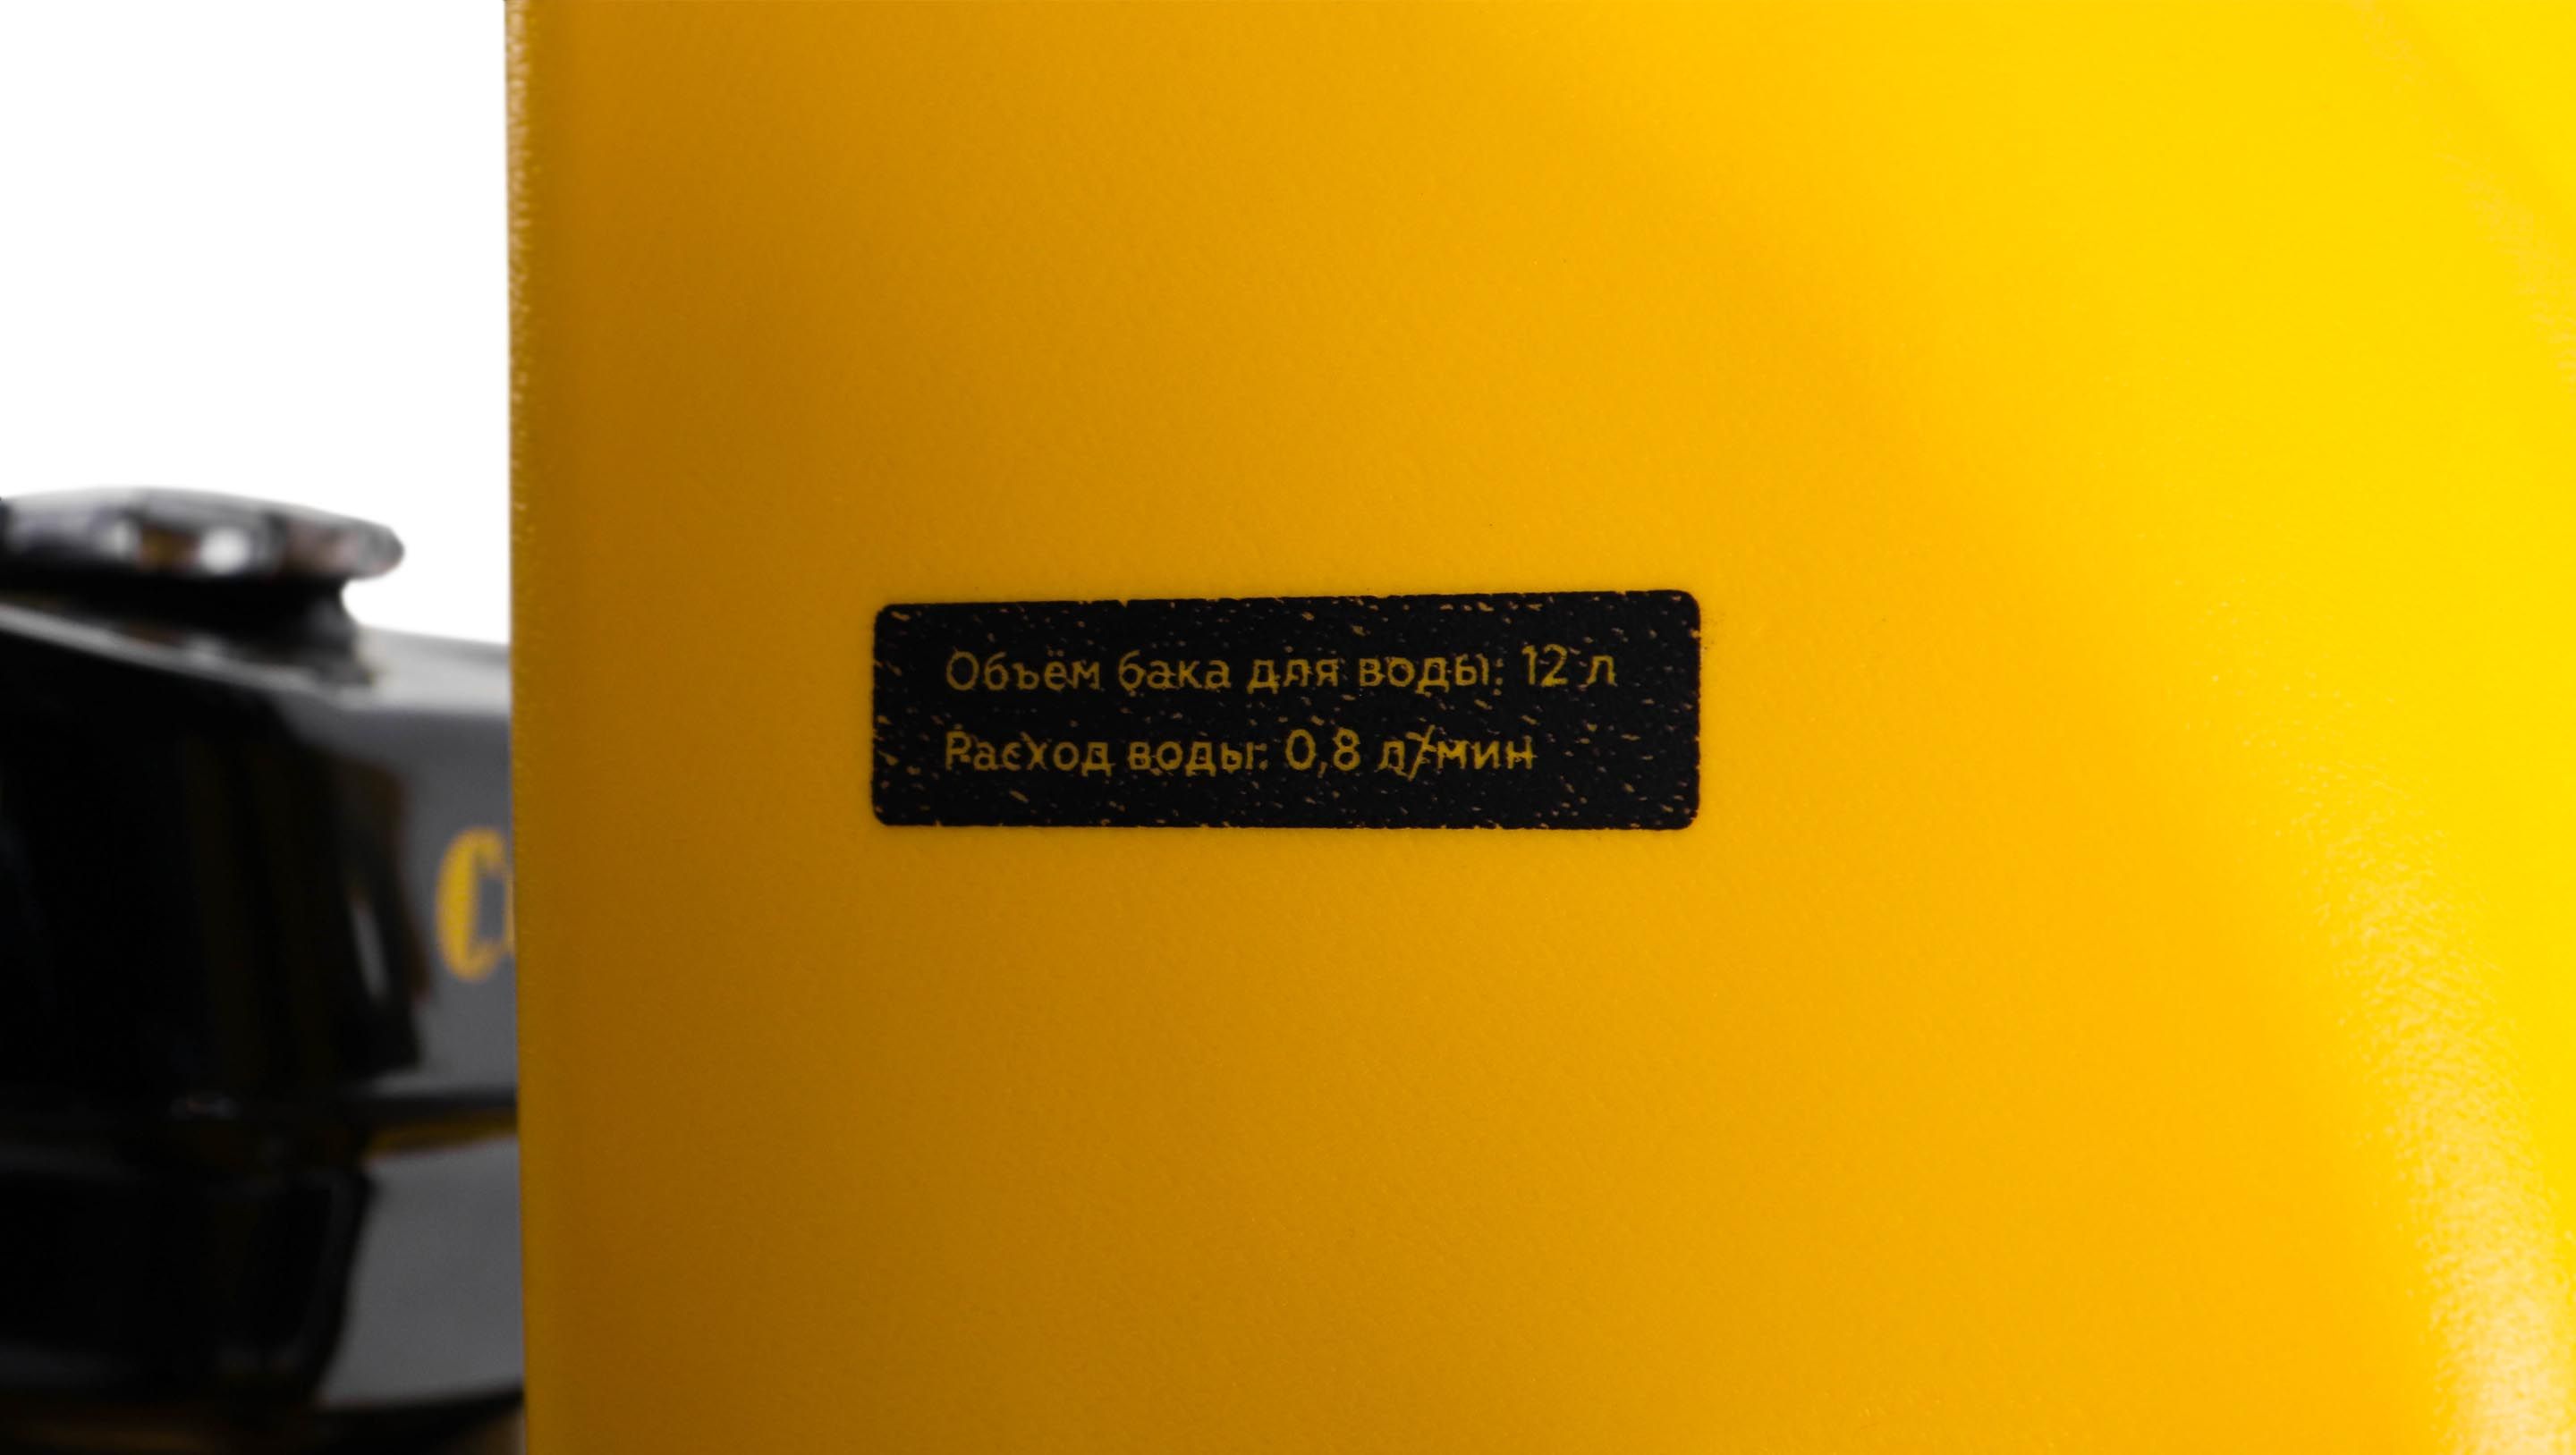 Объём бака для воды: 12 л
Расход воды: 0,8 л/мин